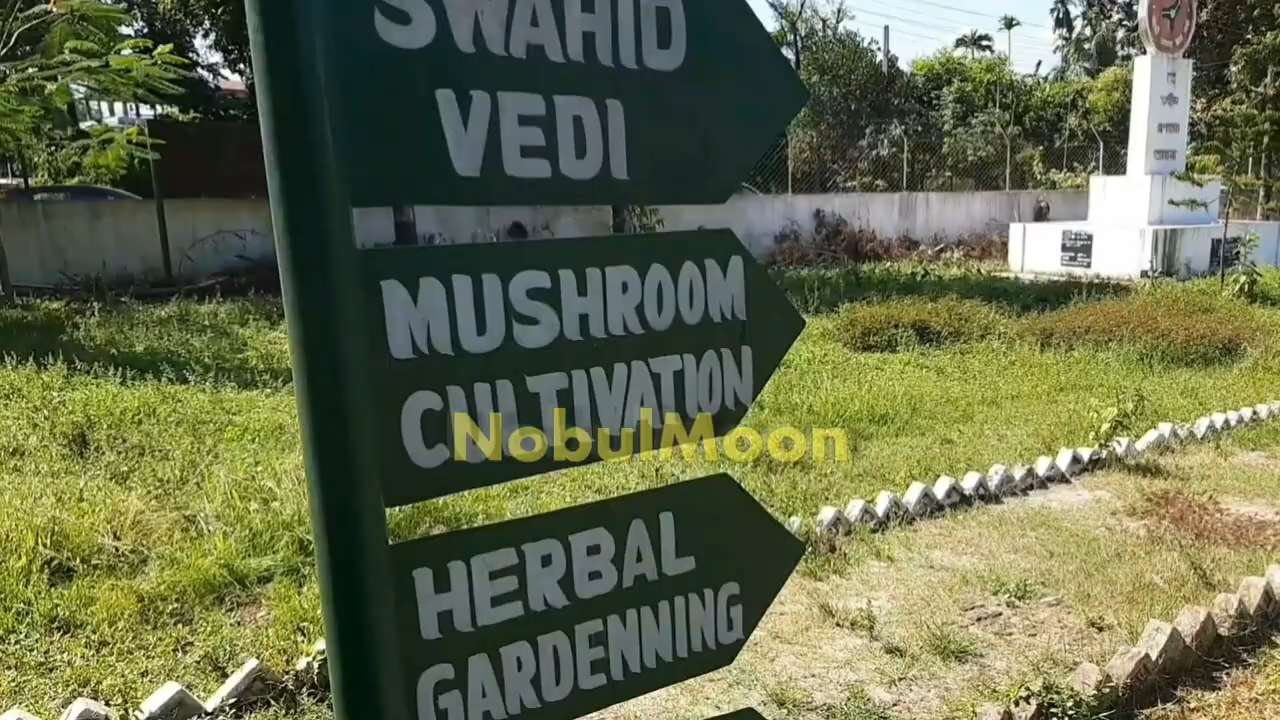 SWAHID
VEDI
MUSHROOM
CULTIVATION
NobulMoon
HERBAL
GARDENNING